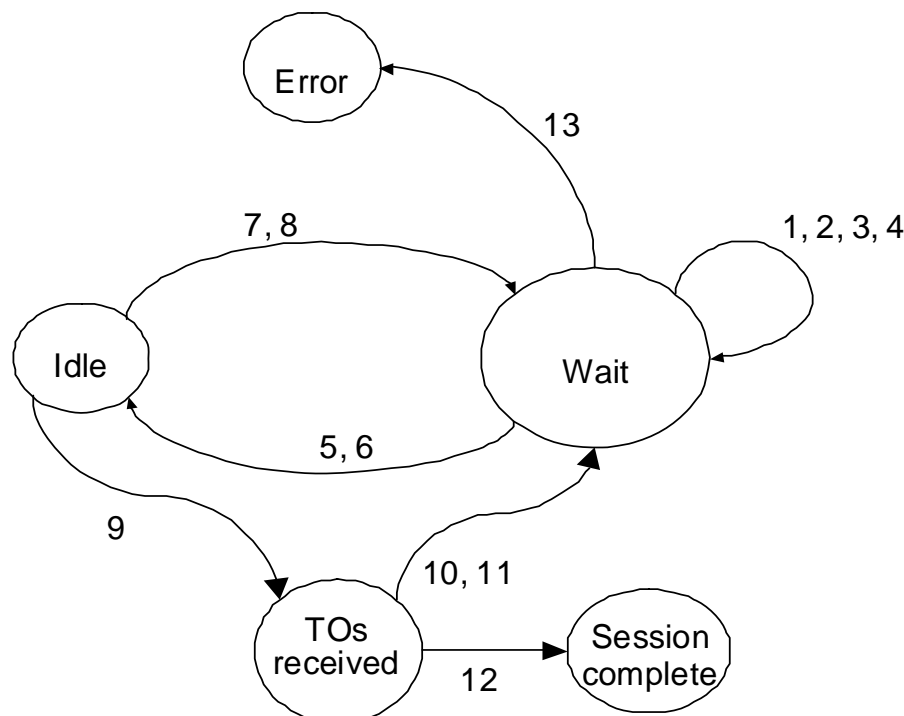 Error
13
7, 8
1, 2, 3, 4
Idle
Wait
5, 6
9
10, 11
TOs
received
12
Session
complete